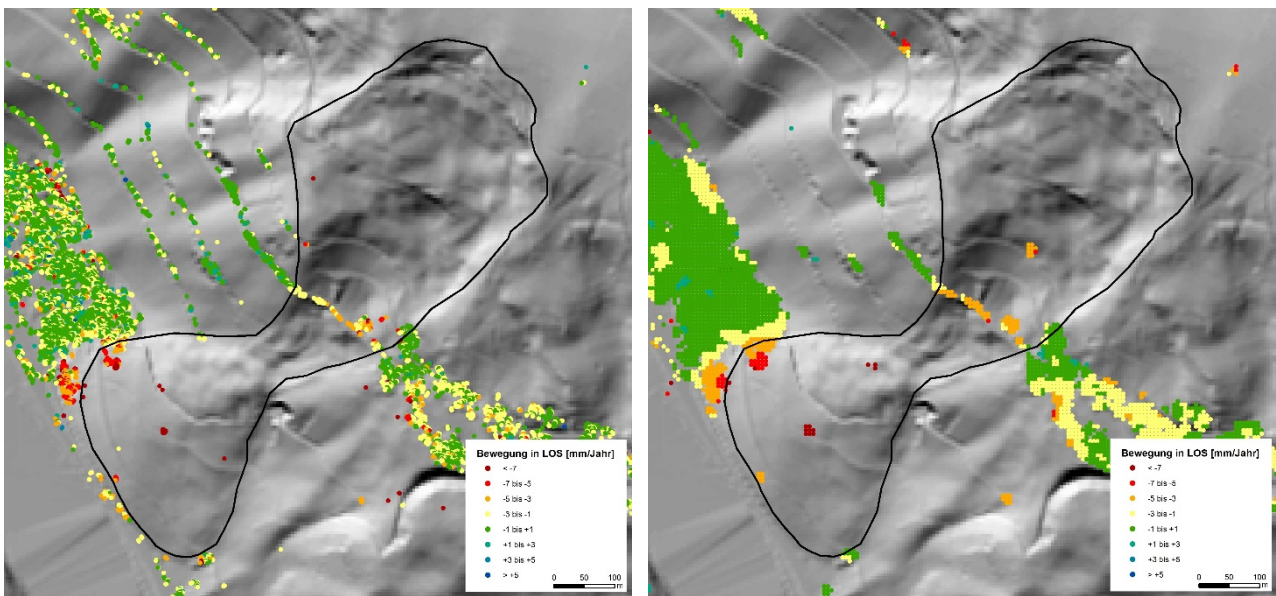 Bewegung in LOS [mm/Jahr]
< -7
-7 bis -5
-5 bis -3
-3 bis -1
-1 bis +1
+1 bis +3
+3 bis +5
> +5
0 50 100
m
Bewegung in LOS [mm/Jahr]
< -7
-7 bis -5
-5 bis -3
-3 bis -1
-1 bis +1
+1 bis +3
+3 bis +5
> +5
0 50 100
m